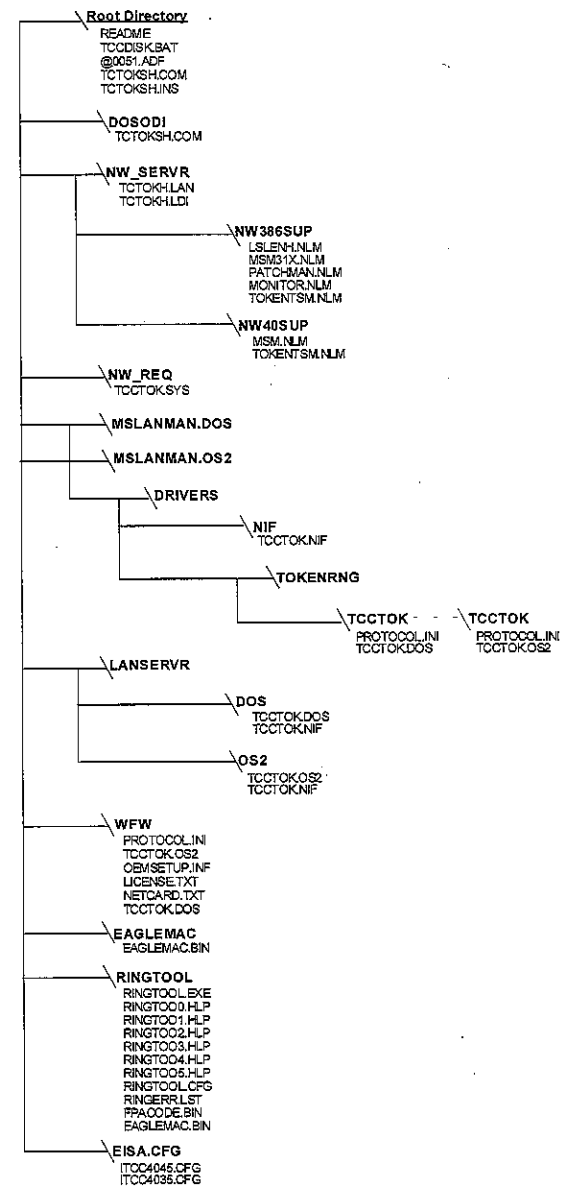 \Root Directory
README
TCCDISK.BAT
@0051.ADF
TCTOKSH.COM
TCTOKSH.INS
\DOSODI
TCTOKSH.COM
\NW_SERVR
TCTOKH.LAN
TCTOKH.LDI
\NW386SUP
LSLENH.NLM
MSM31X.NLM
PATCHMAN.NLM
MONITOR.NLM
TOKENTSM.NLM
\NW40SUP
MSM.NLM
TOKENTSM.NLM
\NW_REQ
TCCTOK.SYS
\MSLANMAN.DOS
\MSLANMAN.OS2
\DRIVERS
\NIF
TCCTOK.NIF
\TOKENRNG
\TCCTOK - - \TCCTOK
PROTOCOL.INI PROTOCOL.INI
TCCTOK.DOS TCCTOK.OS2
\LANSERVR
\DOS
TCCTOK.DOS
TCCTOK.NIF
\OS2
TCCTOK.OS2
TCCTOK.NIF
\WFW
PROTOCOL.INI
TCCTOK.OS2
OEMSETUP.INF
LICENSE.TXT
NETCARD.TXT
TCCTOK.DOS
\EAGLEMAC
EAGLEMAC.BIN
\RINGTOOL
RINGTOOL.EXE
RINGTOO0.HLP
RINGTOO1.HLP
RINGTOO2.HLP
RINGTOO3.HLP
RINGTOO4.HLP
RINGTOO5.HLP
RINGTOOL.CFG
RINGERR.LST
FPACODE.BIN
EAGLEMAC.BIN
\EISA.CFG
ITCC4045.CFG
ITCC4035.CFG